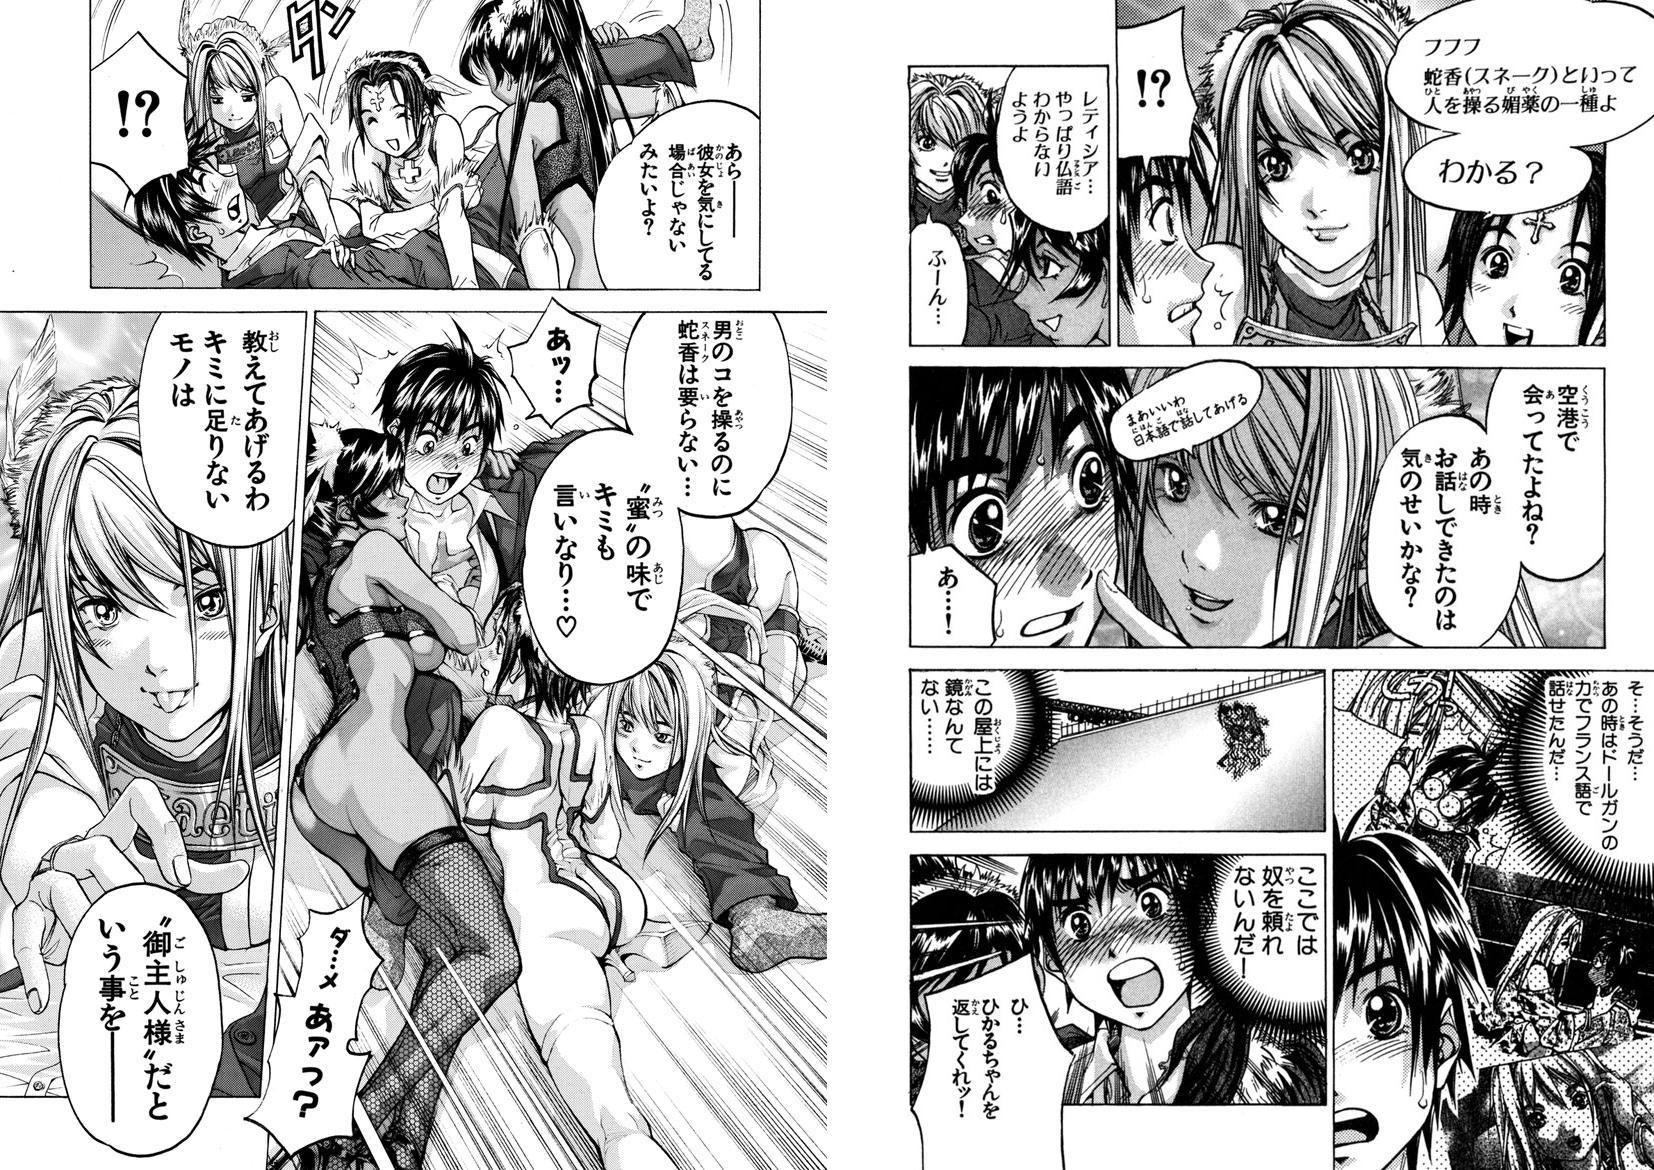 フフフ
蛇香(スネーク)といって
人を操る媚薬の一種よ
わかる？
!?
レティシア…
やっぱり仏語
わからない
ようよ
ふーん…
空港で
会ってたよね？
あの時
お話しできたのは
気のせいかな？
まあいいわ
日本語で話してあげる
あ…！
そ…そうだ…
あの時はドールガンの
力でフランス語で
話せたんだ…
この屋上には
鏡なんて
ない……
ここでは
奴を頼れ
ないんだ―
ひ…
ひかるちゃんを
返してくれッ！
ダン
あら――
彼女を気にしてる
場合じゃない
みたいよ？
!?
男のコを操るのに
蛇香は要らない…
〝蜜〟の味で
キミも
言いなり…♡
あッ…
ダ…メ
あァっ？
教えてあげるわ
キミに足りない
モノは
〝御主人様〟だと
いう事を――